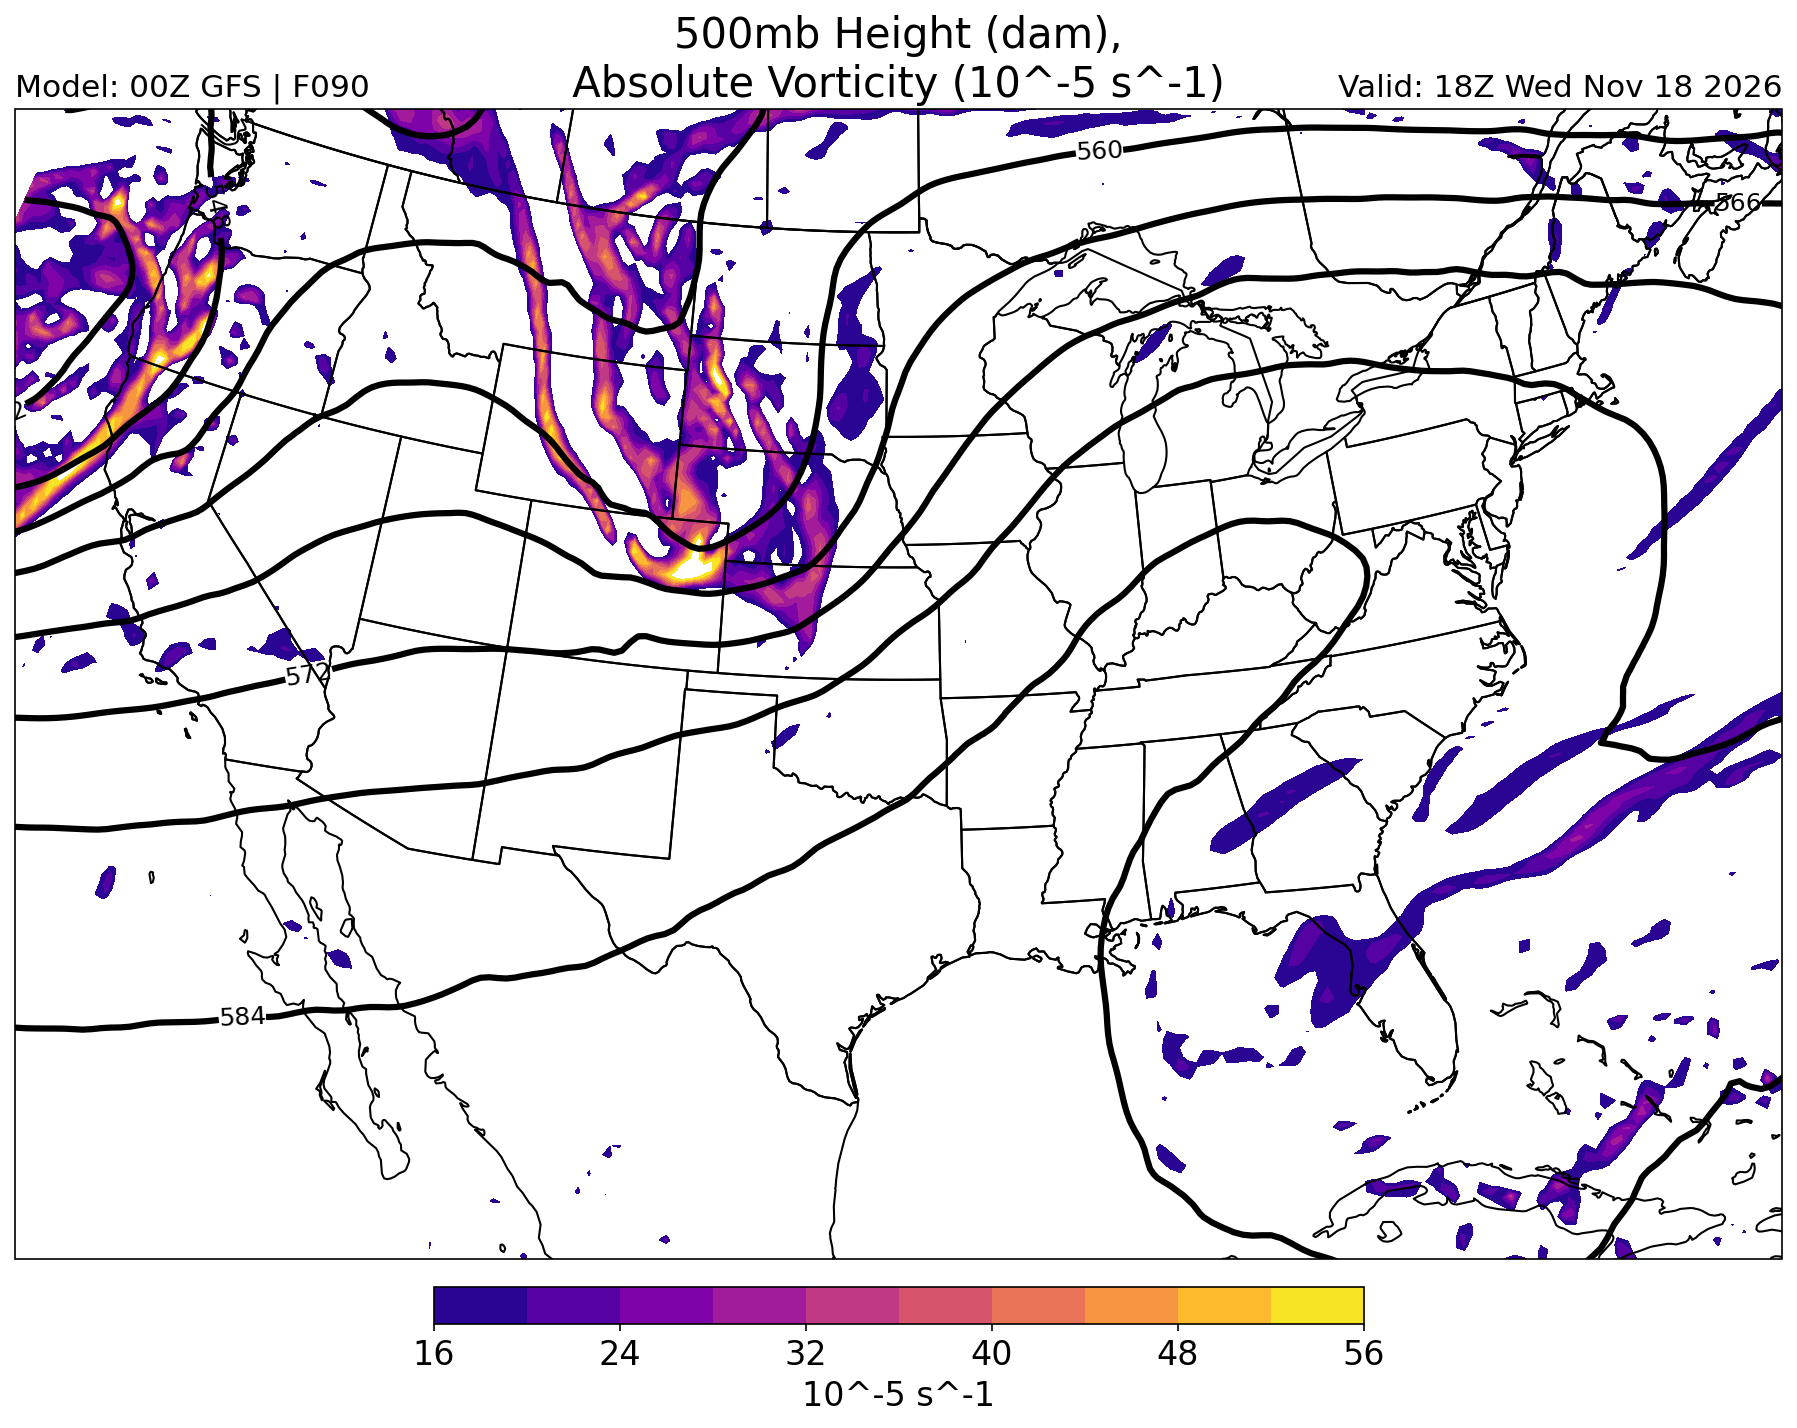 500mb Height (dam),
Model: 00Z GFS | F090
Absolute Vorticity (10^-5 s^-1)
Valid: 18Z Wed Nov 18 2026
560
566
572
584
16 24 32 40 48 56
10^-5 s^-1